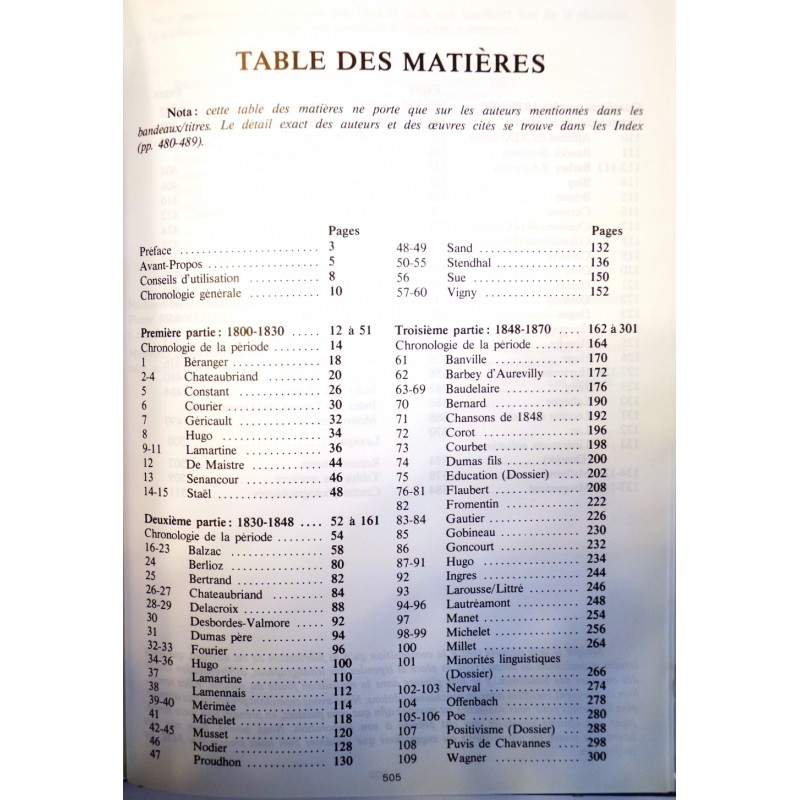 TABLE DES MATIÈRES
Nota : cette table des matières ne porte que sur les auteurs mentionnés dans les
bandeaux/titres. Le détail exact des auteurs et des œuvres cités se trouve dans les Index
(pp. 480-489).
Pages
Préface ........................ 3
Avant-Propos ................... 5
Conseils d'utilisation ............. 8
Chronologie générale ............ 10
Première partie : 1800-1830 ..... 12 à 51
Chronologie de la période ........ 14
1 Béranger ................ 18
2-4 Chateaubriand ........... 20
5 Constant ................ 26
6 Courier ................. 30
7 Géricault ................ 32
8 Hugo ................... 34
9-11 Lamartine ............... 36
12 De Maistre .............. 44
13 Senancour ............... 46
14-15 Staël ................... 48
Deuxième partie : 1830-1848 .... 52 à 161
Chronologie de la période ........ 54
16-23 Balzac .................. 58
24 Berlioz ................. 80
25 Bertrand ................ 82
26-27 Chateaubriand ........... 84
28-29 Delacroix ............... 88
30 Desbordes-Valmore ....... 92
31 Dumas père ............. 94
32-33 Fourier ................. 96
34-36 Hugo ................... 100
37 Lamartine ............... 110
38 Lamennais .............. 112
39-40 Mérimée ................ 114
41 Michelet ................ 118
42-45 Musset ................. 120
46 Nodier ................. 128
47 Proudhon ............... 130
Pages
48-49 Sand ................... 132
50-55 Stendhal ................ 136
56 Sue .................... 150
57-60 Vigny .................. 152
Troisième partie : 1848-1870 .... 162 à 301
Chronologie de la période ........ 164
61 Banville ................ 170
62 Barbey d'Aurevilly ....... 172
63-69 Baudelaire .............. 176
70 Bernard ................ 190
71 Chansons de 1848 ........ 192
72 Corot .................. 196
73 Courbet ................ 198
74 Dumas fils .............. 200
75 Education (Dossier) ...... 202
76-81 Flaubert ................ 208
82 Fromentin .............. 222
83-84 Gautier ................. 226
85 Gobineau ............... 230
86 Goncourt ............... 232
87-91 Hugo ................... 234
92 Ingres .................. 244
93 Larousse/Littré .......... 246
94-96 Lautréamont ............ 248
97 Manet .................. 254
98-99 Michelet ................ 256
100 Millet .................. 264
101 Minorités linguistiques
(Dossier) ............... 266
102-103 Nerval .................. 274
104 Offenbach .............. 278
105-106 Poe .................... 280
107 Positivisme (Dossier) ..... 288
108 Puvis de Chavannes ...... 298
109 Wagner ................. 300
505